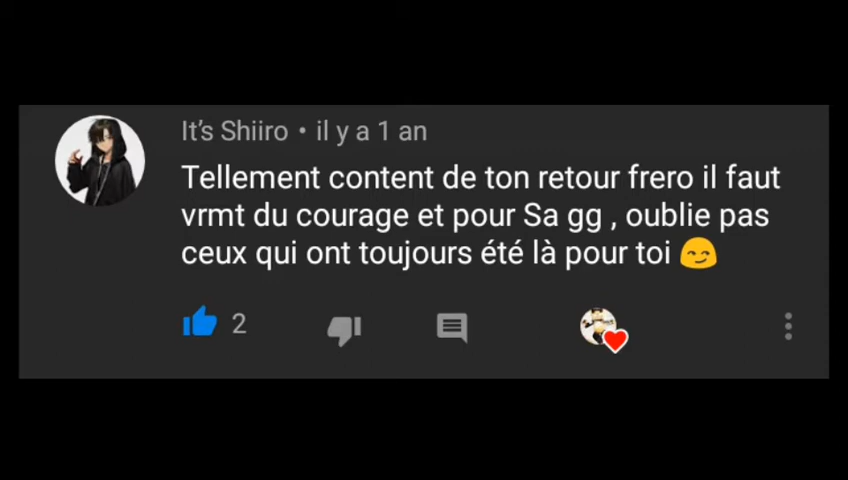 It's Shiiro • il y a 1 an
Tellement content de ton retour frero il faut
vrmt du courage et pour Sa gg , oublie pas
ceux qui ont toujours été là pour toi 😏
2